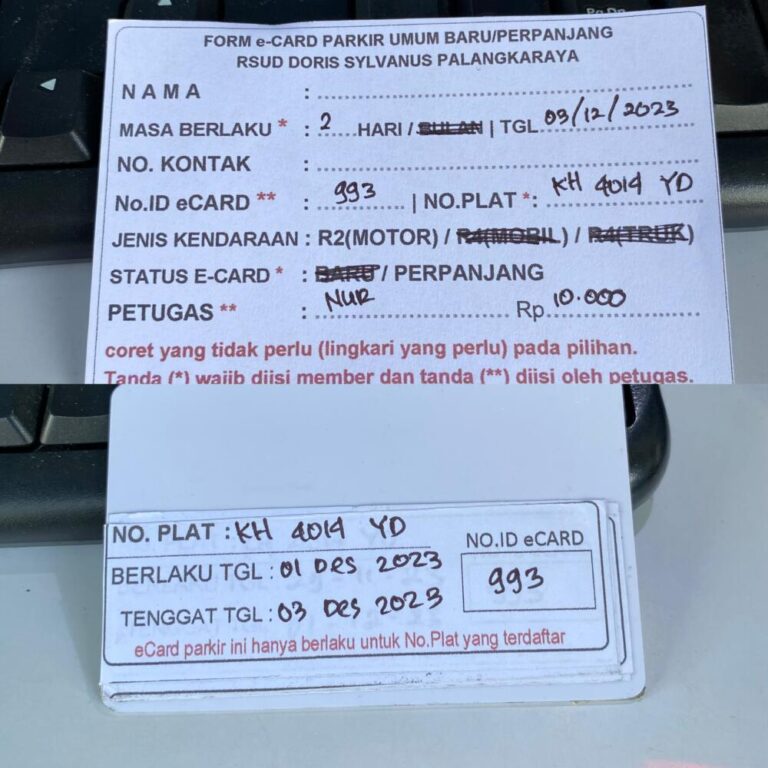 FORM e-CARD PARKIR UMUM BARU/PERPANJANG
RSUD DORIS SYLVANUS PALANGKARAYA
NAMA :
MASA BERLAKU * : 2 HARI / BULAN | TGL 03/12/2023
NO. KONTAK :
No.ID eCARD ** : 993 | NO.PLAT *: KH 4014 YD
JENIS KENDARAAN : R2(MOTOR) / R4(MOBIL) / R4(TRUK)
STATUS E-CARD * : BARU / PERPANJANG
PETUGAS ** : NUR Rp 10.000
coret yang tidak perlu (lingkari yang perlu) pada pilihan.
Tanda (*) wajib diisi member dan tanda (**) diisi oleh petugas.
NO. PLAT : KH 4014 YD
BERLAKU TGL : 01 Des 2023
TENGGAT TGL : 03 Des 2023
NO.ID eCARD
993
eCard parkir ini hanya berlaku untuk No.Plat yang terdaftar